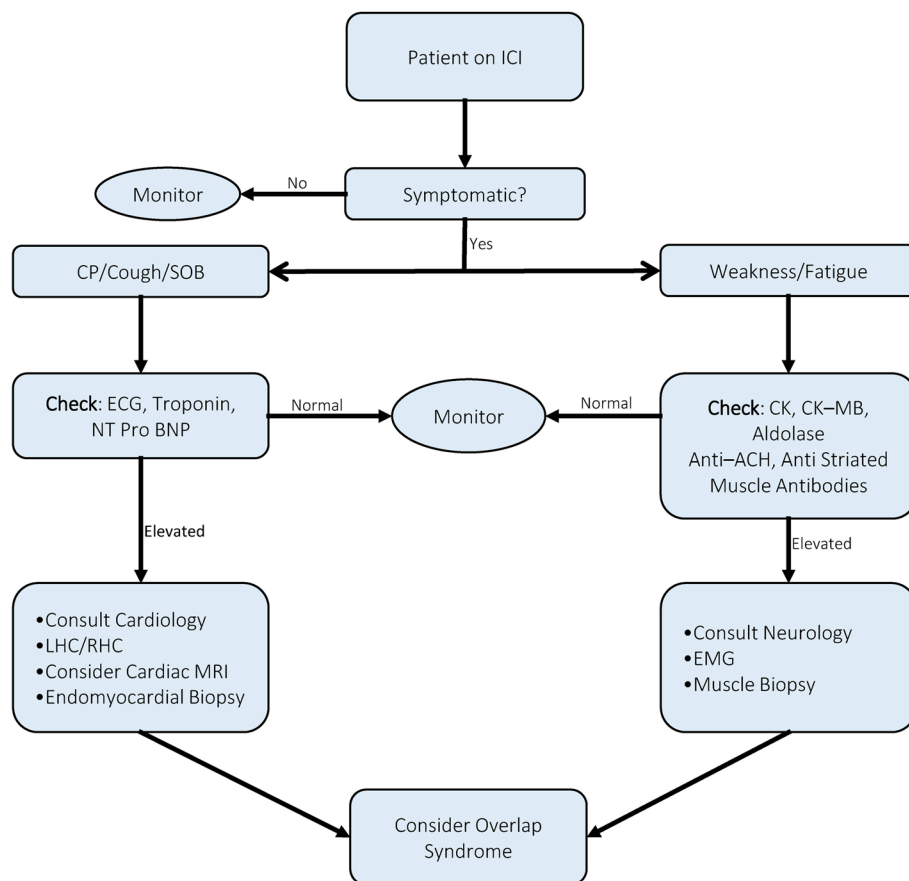 Patient on ICI
Symptomatic?
No
Monitor
Yes
CP/Cough/SOB
Weakness/Fatigue
Check: ECG, Troponin,
NT Pro BNP
Normal
Monitor
Normal
Check: CK, CK–MB,
Aldolase
Anti–ACH, Anti Striated
Muscle Antibodies
Elevated
Elevated
•Consult Cardiology
•LHC/RHC
•Consider Cardiac MRI
•Endomyocardial Biopsy
•Consult Neurology
•EMG
•Muscle Biopsy
Consider Overlap
Syndrome